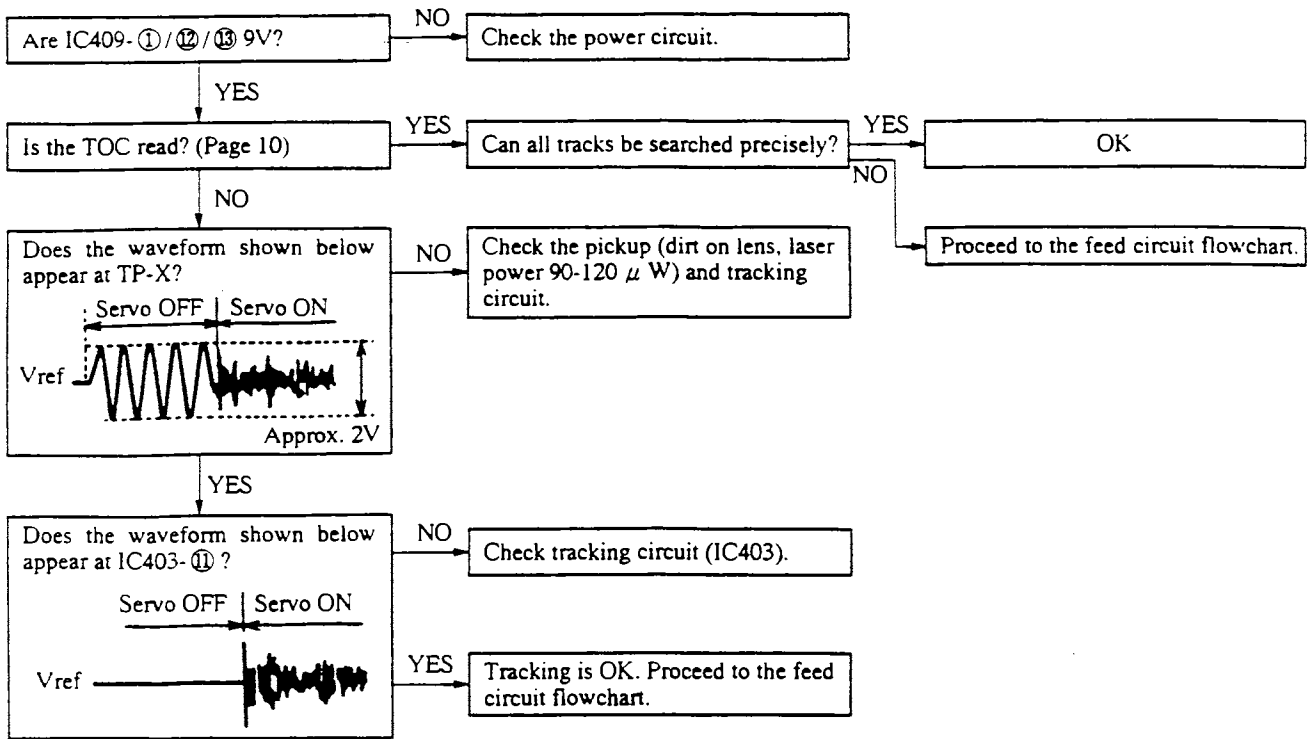 Are IC409-①/⑫/⑬ 9V?
NO
Check the power circuit.
YES
Is the TOC read? (Page 10)
YES
Can all tracks be searched precisely?
YES
OK
NO
Proceed to the feed circuit flowchart.
NO
Does the waveform shown below
appear at TP-X?
Servo OFF
Servo ON
Vref
Approx. 2V
NO
Check the pickup (dirt on lens, laser
power 90-120 μ W) and tracking
circuit.
YES
Does the waveform shown below
appear at IC403-⑪ ?
Servo OFF
Servo ON
Vref
NO
Check tracking circuit (IC403).
YES
Tracking is OK. Proceed to the feed
circuit flowchart.